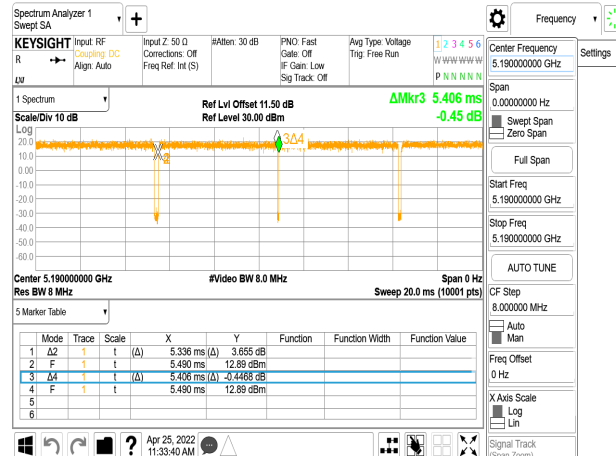 Spectrum Analyzer 1
Swept SA
+
Frequency
KEYSIGHT
R
Input: RF
Coupling: DC
Align: Auto
Input Z: 50 Ω
Corrections: Off
Freq Ref: Int (S)
#Atten: 30 dB
PNO: Fast
Gate: Off
IF Gain: Low
Sig Track: Off
Avg Type: Voltage
Trig: Free Run
1 2 3 4 5 6
W W W W W W
P N N N N N
LXI
1 Spectrum
Scale/Div 10 dB
Ref Lvl Offset 11.50 dB
Ref Level 30.00 dBm
ΔMkr3 5.406 ms
-0.45 dB
Log
20.0
10.0
0.00
-10.0
-20.0
-30.0
-40.0
-50.0
-60.0
3Δ4
2
Center 5.190000000 GHz
Res BW 8 MHz
#Video BW 8.0 MHz
Span 0 Hz
Sweep 20.0 ms (10001 pts)
5 Marker Table
Mode Trace Scale X Y Function Function Width Function Value
1 Δ2 1 t (Δ) 5.336 ms (Δ) 3.655 dB
2 F 1 t 5.490 ms 12.89 dBm
3 Δ4 1 t (Δ) 5.406 ms (Δ) -0.4468 dB
4 F 1 t 5.490 ms 12.89 dBm
5
6
?
Apr 25, 2022
11:33:40 AM
Center Frequency
5.190000000 GHz
Settings
Span
0.00000000 Hz
Swept Span
Zero Span
Full Span
Start Freq
5.190000000 GHz
Stop Freq
5.190000000 GHz
AUTO TUNE
CF Step
8.000000 MHz
Auto
Man
Freq Offset
0 Hz
X Axis Scale
Log
Lin
Signal Track
(Span Zoom)